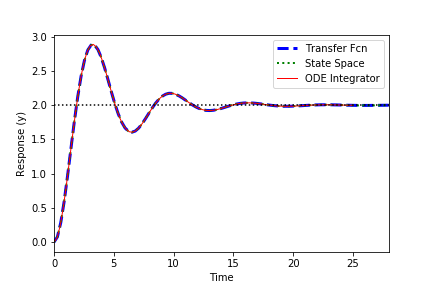 3.0
2.5
2.0
1.5
1.0
0.5
0.0
Response (y)
Transfer Fcn
State Space
ODE Integrator
0
5
10
15
20
25
Time